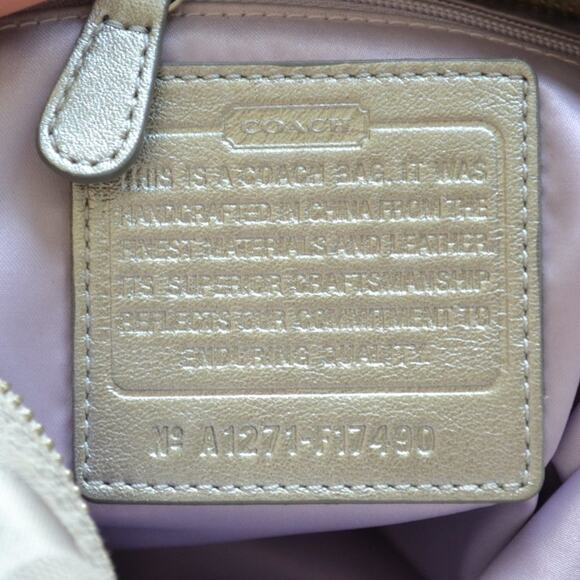 COACH
THIS IS A COACH BAG. IT WAS
HANDCRAFTED IN CHINA FROM THE
FINEST MATERIALS AND LEATHER.
ITS SUPERIOR CRAFTSMANSHIP
REFLECTS OUR COMMITMENT TO
ENDURING QUALITY.
Nº A1271-F17490